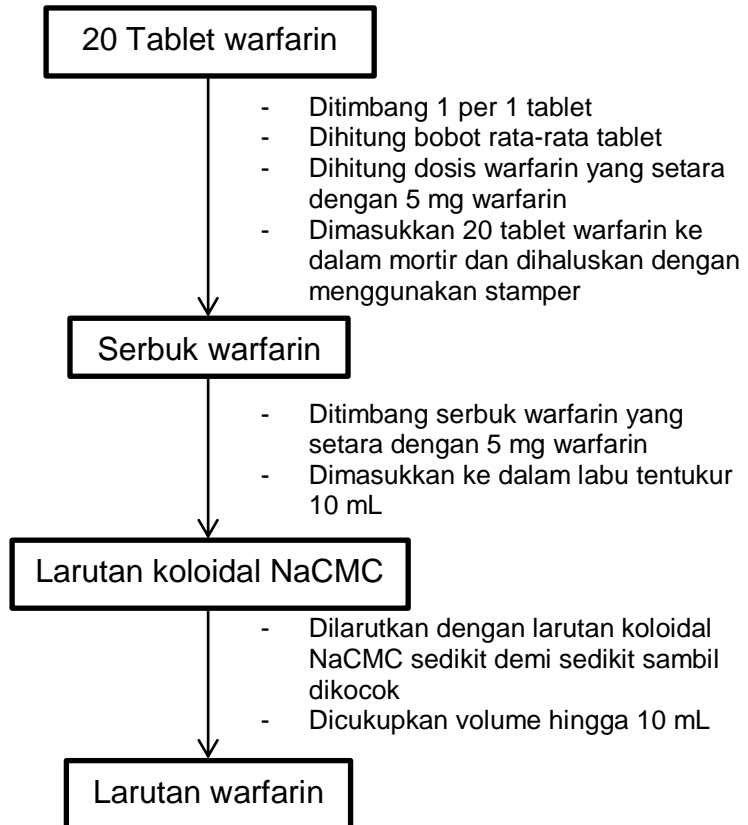 20 Tablet warfarin
- Ditimbang 1 per 1 tablet
- Dihitung bobot rata-rata tablet
- Dihitung dosis warfarin yang setara
dengan 5 mg warfarin
- Dimasukkan 20 tablet warfarin ke
dalam mortir dan dihaluskan dengan
menggunakan stamper
Serbuk warfarin
- Ditimbang serbuk warfarin yang
setara dengan 5 mg warfarin
- Dimasukkan ke dalam labu tentukur
10 mL
Larutan koloidal NaCMC
- Dilarutkan dengan larutan koloidal
NaCMC sedikit demi sedikit sambil
dikocok
- Dicukupkan volume hingga 10 mL
Larutan warfarin